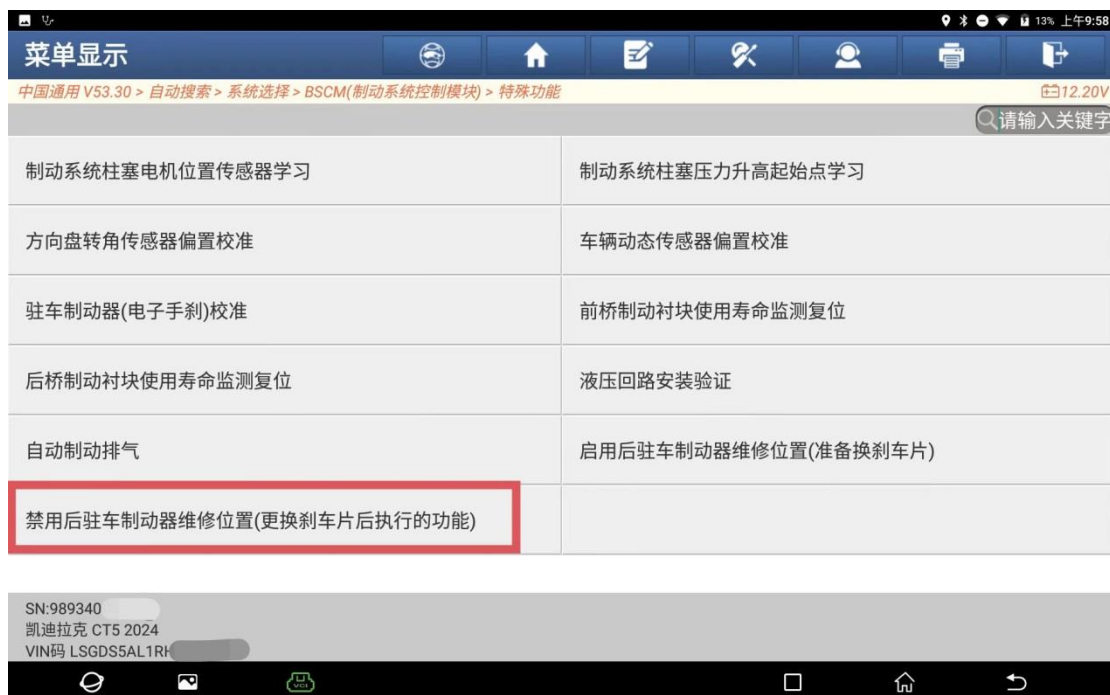 13% 上午9:58
菜单显示
中国通用 V53.30 > 自动搜索 > 系统选择 > BSCM(制动系统控制模块) > 特殊功能
12.20V
请输入关键字
制动系统柱塞电机位置传感器学习
制动系统柱塞压力升高起始点学习
方向盘转角传感器偏置校准
车辆动态传感器偏置校准
驻车制动器(电子手刹)校准
前桥制动衬块使用寿命监测复位
后桥制动衬块使用寿命监测复位
液压回路安装验证
自动制动排气
启用后驻车制动器维修位置(准备换刹车片)
禁用后驻车制动器维修位置(更换刹车片后执行的功能)
SN:989340
凯迪拉克 CT5 2024
VIN码 LSGDS5AL1RH
VCI